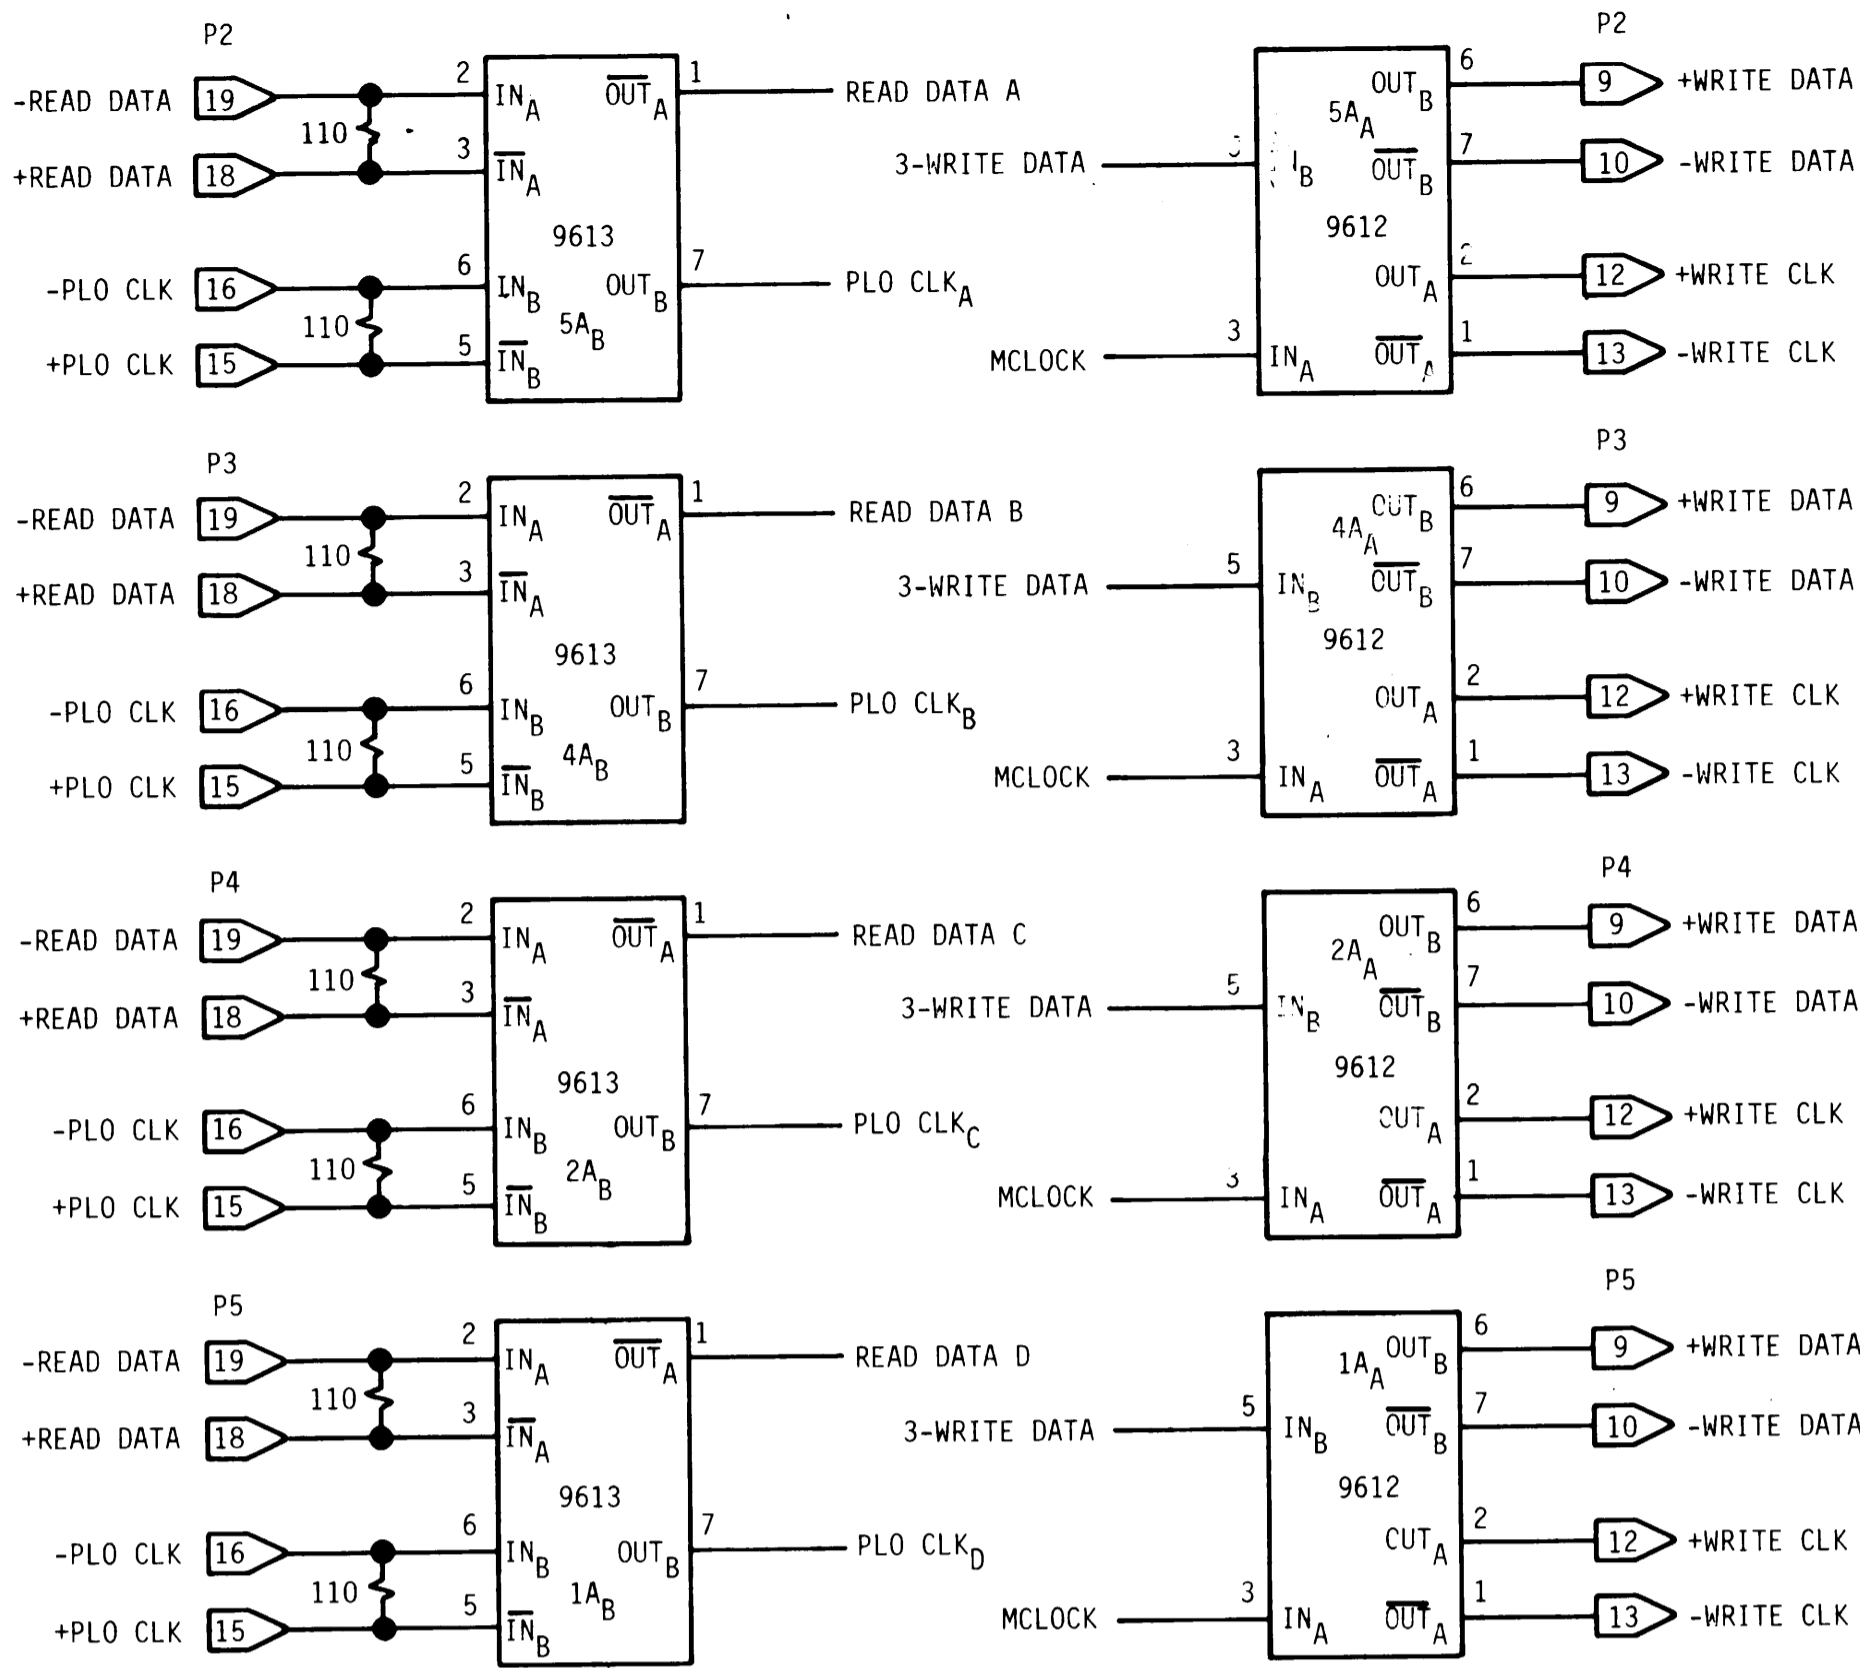 P2
-READ DATA 19 2 IN_A OUT_A 1 READ DATA A
110
+READ DATA 18 3 IN_A
9613
-PLO CLK 16 6 IN_B OUT_B 7 PLO CLK_A
110 5A_B
+PLO CLK 15 5 IN_B
P2
OUT_B 6 9 +WRITE DATA
5A_A
3-WRITE DATA B OUT_B 7 10 -WRITE DATA
9612
OUT_A 2 12 +WRITE CLK
MCLOCK 3 IN_A OUT_A 1 13 -WRITE CLK
P3
-READ DATA 19 2 IN_A OUT_A 1 READ DATA B
110
+READ DATA 18 3 IN_A
9613
-PLO CLK 16 6 IN_B OUT_B 7 PLO CLK_B
110 4A_B
+PLO CLK 15 5 IN_B
P3
OUT_B 6 9 +WRITE DATA
4A_A
3-WRITE DATA 5 IN_B OUT_B 7 10 -WRITE DATA
9612
OUT_A 2 12 +WRITE CLK
MCLOCK 3 IN_A OUT_A 1 13 -WRITE CLK
P4
-READ DATA 19 2 IN_A OUT_A 1 READ DATA C
110
+READ DATA 18 3 IN_A
9613
-PLO CLK 16 6 IN_B OUT_B 7 PLO CLK_C
110 2A_B
+PLO CLK 15 5 IN_B
P4
OUT_B 6 9 +WRITE DATA
2A_A
3-WRITE DATA 5 IN_B OUT_B 7 10 -WRITE DATA
9612
OUT_A 2 12 +WRITE CLK
MCLOCK 3 IN_A OUT_A 1 13 -WRITE CLK
P5
-READ DATA 19 2 IN_A OUT_A 1 READ DATA D
110
+READ DATA 18 3 IN_A
9613
-PLO CLK 16 6 IN_B OUT_B 7 PLO CLK_D
110 1A_B
+PLO CLK 15 5 IN_B
P5
OUT_B 6 9 +WRITE DATA
1A_A
3-WRITE DATA 5 IN_B OUT_B 7 10 -WRITE DATA
9612
OUT_A 2 12 +WRITE CLK
MCLOCK 3 IN_A OUT_A 1 13 -WRITE CLK